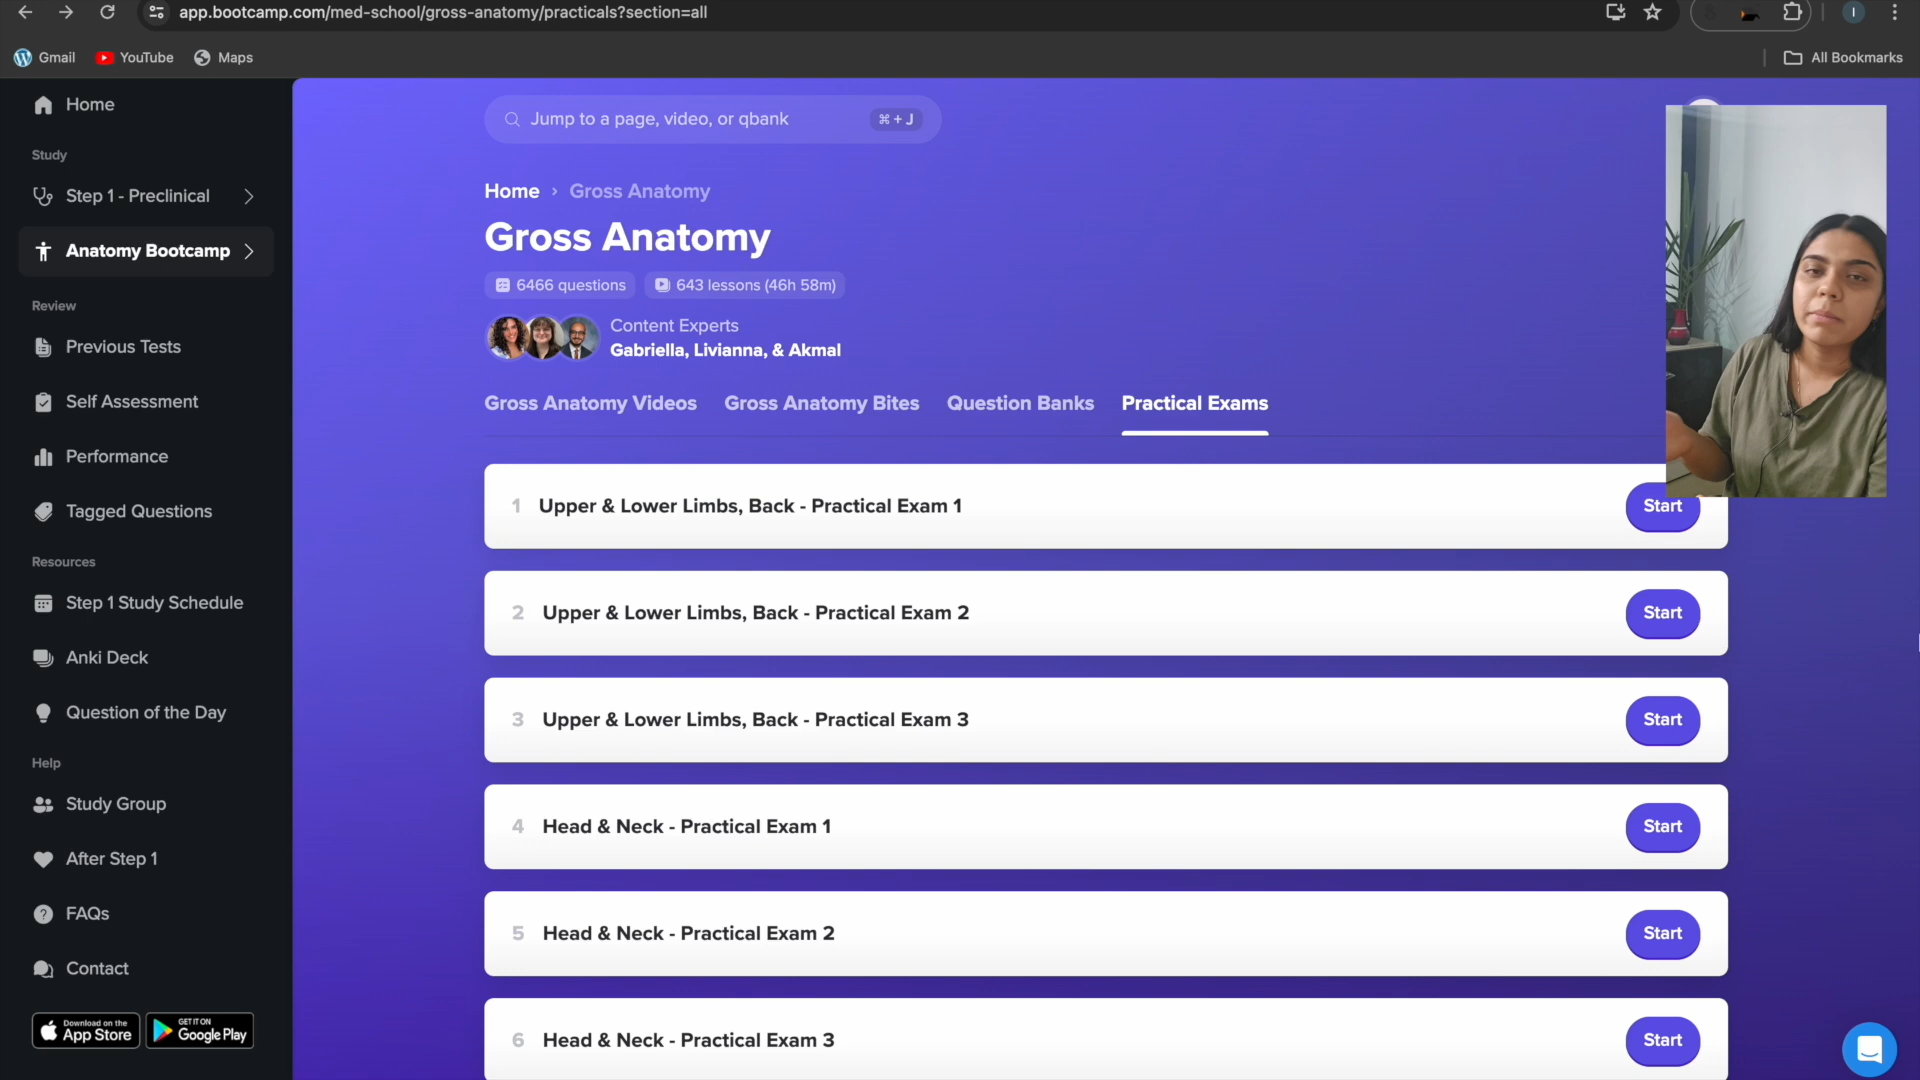 app.bootcamp.com/med-school/gross-anatomy/practicals?section=all
I
Gmail
YouTube
Maps
All Bookmarks
Home
Study
Step 1 - Preclinical
Anatomy Bootcamp
Review
Previous Tests
Self Assessment
Performance
Tagged Questions
Resources
Step 1 Study Schedule
Anki Deck
Question of the Day
Help
Study Group
After Step 1
FAQs
Contact
Download on the
App Store
GET IT ON
Google Play
Jump to a page, video, or qbank
⌘ + J
Home › Gross Anatomy
Gross Anatomy
6466 questions
643 lessons (46h 58m)
Content Experts
Gabriella, Livianna, & Akmal
Gross Anatomy Videos
Gross Anatomy Bites
Question Banks
Practical Exams
1 Upper & Lower Limbs, Back - Practical Exam 1 Start
2 Upper & Lower Limbs, Back - Practical Exam 2 Start
3 Upper & Lower Limbs, Back - Practical Exam 3 Start
4 Head & Neck - Practical Exam 1 Start
5 Head & Neck - Practical Exam 2 Start
6 Head & Neck - Practical Exam 3 Start